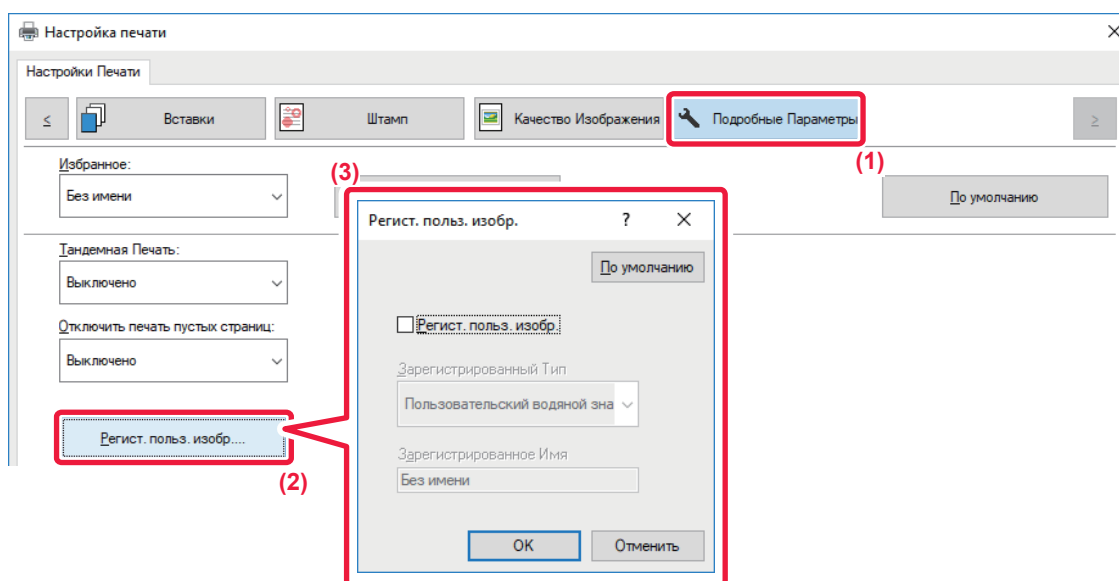 Настройка печати
Настройки Печати
< Вставки Штамп Качество Изображения Подробные Параметры >
(1)
Избранное:
(3)
Без имени
По умолчанию
Регист. польз. изобр. ?
Тандемная Печать:
По умолчанию
Выключено
Регист. польз. изобр.
Отключить печать пустых страниц:
Выключено
Зарегистрированный Тип
Пользовательский водяной зна
Регист. польз. изобр....
Зарегистрированное Имя
(2)
Без имени
OK Отменить